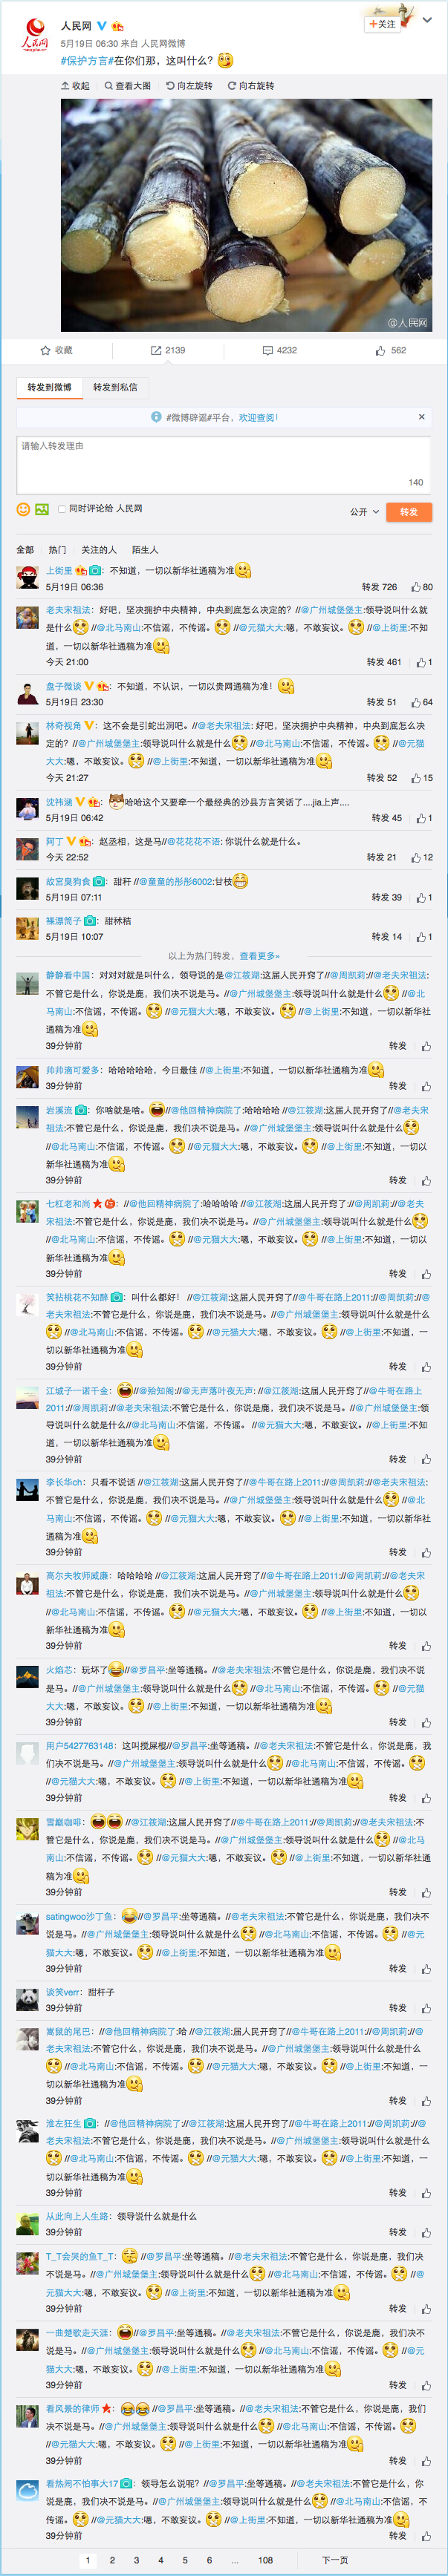 人民网
5月19日 06:30 来自 人民网微博
+关注
#保护方言#在你们那，这叫什么？
收起 查看大图 向左旋转 向右旋转
@人民网
收藏 2139 4232 562
转发到微博 转发到私信
#微博辟谣#平台，欢迎查阅！ ×
请输入转发理由
140
同时评论给 人民网 公开 转发
全部 热门 关注的人 陌生人
上街里：不知道，一切以新华社通稿为准
5月19日 06:36 转发 726 80
老夫宋祖法：好吧，坚决拥护中央精神，中央到底怎么决定的？//@广州城堡堡主:领导说叫什么就
是什么 //@北马南山:不信谣，不传谣。 //@元猫大大:嗯，不敢妄议。 //@上街里:不知
道，一切以新华社通稿为准
今天 21:00 转发 461 1
盘子微谈：不知道，不认识，一切以贵网通稿为准！
5月19日 23:30 转发 51 64
林奇视角：这不会是引蛇出洞吧。//@老夫宋祖法: 好吧，坚决拥护中央精神，中央到底怎么决
定的？//@广州城堡堡主:领导说叫什么就是什么 //@北马南山:不信谣，不传谣。 //@元猫
大大:嗯，不敢妄议。 //@上街里:不知道，一切以新华社通稿为准
今天 21:27 转发 52 15
沈祎涵：哈哈这个又要牵一个最经典的沙县方言笑话了....jia上声....
5月19日 06:42 转发 45 1
阿丁：赵丞相，这是马//@花花花不语: 你说什么就是什么。
今天 22:52 转发 21 12
故宫臭狗食：甜秆 //@童童的彤彤6002:甘枝
5月19日 07:11 转发 39 1
裸漂筒子：甜秫秸
5月19日 10:07 转发 14 1
以上为热门转发，查看更多»
静静看中国：对对对就是叫什么，领导说的是@江筱湖:这届人民开窍了//@周凯莉://@老夫宋祖法:
不管它是什么，你说是鹿，我们决不说是马。//@广州城堡堡主:领导说叫什么就是什么 //@北
马南山:不信谣，不传谣。 //@元猫大大:嗯，不敢妄议。 //@上街里:不知道，一切以新华社
通稿为准
39分钟前 转发
帅帅滴可爱多：哈哈哈哈哈，今日最佳 //@上街里:不知道，一切以新华社通稿为准
39分钟前 转发
岩溪流：你啥就是啥。//@他回精神病院了:哈哈哈哈 //@江筱湖:这届人民开窍了//@老夫宋
祖法:不管它是什么，你说是鹿，我们决不说是马。//@广州城堡堡主:领导说叫什么就是什么
//@北马南山:不信谣，不传谣。 //@元猫大大:嗯，不敢妄议。 //@上街里:不知道，一切以
新华社通稿为准
39分钟前 转发
七杠老和尚：//@他回精神病院了:哈哈哈哈 //@江筱湖:这届人民开窍了://@周凯莉://@老夫
宋祖法:不管它是什么，你说是鹿，我们决不说是马。//@广州城堡堡主:领导说叫什么就是什么
//@北马南山:不信谣，不传谣。 //@元猫大大:嗯，不敢妄议。 //@上街里:不知道，一切以
新华社通稿为准
39分钟前 转发
笑拈桃花不知醉：叫什么都好！ //@江筱湖:这届人民开窍了//@牛哥在路上2011://@周凯莉://@
老夫宋祖法:不管它是什么，你说是鹿，我们决不说是马。//@广州城堡堡主:领导说叫什么就是什么
//@北马南山:不信谣，不传谣。 //@元猫大大:嗯，不敢妄议。 //@上街里:不知道，一
切以新华社通稿为准
39分钟前 转发
江城子一诺千金：//@殆知阁://@无声落叶夜无声: //@江筱湖:这届人民开窍了//@牛哥在路上
2011://@周凯莉://@老夫宋祖法:不管它是什么，你说是鹿，我们决不说是马。//@广州城堡堡主:领
导说叫什么就是什么//@北马南山:不信谣，不传谣。 //@元猫大大:嗯，不敢妄议。//@上街里:不知
道，一切以新华社通稿为准
39分钟前 转发
李长华ch：只看不说话 //@江筱湖:这届人民开窍了//@牛哥在路上2011://@周凯莉://@老夫宋祖法:
不管它是什么，你说是鹿，我们决不说是马。//@广州城堡堡主:领导说叫什么就是什么 //@北
马南山:不信谣，不传谣。 //@元猫大大:嗯，不敢妄议。 //@上街里:不知道，一切以新华社
通稿为准
39分钟前 转发
高尔夫牧师威廉：哈哈哈哈 //@江筱湖:这届人民开窍了//@牛哥在路上2011://@周凯莉://@老夫宋
祖法:不管它是什么，你说是鹿，我们决不说是马。//@广州城堡堡主:领导说叫什么就是什么
//@北马南山:不信谣，不传谣。 //@元猫大大:嗯，不敢妄议。 //@上街里:不知道，一切以
新华社通稿为准
39分钟前 转发
火焰芯：玩坏了//@罗昌平:坐等通稿。//@老夫宋祖法:不管它是什么，你说是鹿，我们决不说
是马。//@广州城堡堡主:领导说叫什么就是什么 //@北马南山:不信谣，不传谣。 //@元猫
大大:嗯，不敢妄议。 //@上街里:不知道，一切以新华社通稿为准
39分钟前 转发
用户5427763148：这叫搅屎棍//@罗昌平:坐等通稿。//@老夫宋祖法:不管它是什么，你说是鹿，我
们决不说是马。//@广州城堡堡主:领导说叫什么就是什么 //@北马南山:不信谣，不传谣。
//@元猫大大:嗯，不敢妄议。 //@上街里:不知道，一切以新华社通稿为准
39分钟前 转发
雪巅咖啡： //@江筱湖:这届人民开窍了//@牛哥在路上2011://@周凯莉://@老夫宋祖法:不
管它是什么，你说是鹿，我们决不说是马。//@广州城堡堡主:领导说叫什么就是什么 //@北马
南山:不信谣，不传谣。 //@元猫大大:嗯，不敢妄议。 //@上街里:不知道，一切以新华社通
稿为准
39分钟前 转发
satingwoo沙丁鱼：//@罗昌平:坐等通稿。//@老夫宋祖法:不管它是什么，你说是鹿，我们决不
说是马。//@广州城堡堡主:领导说叫什么就是什么 //@北马南山:不信谣，不传谣。 //@元
猫大大:嗯，不敢妄议。 //@上街里:不知道，一切以新华社通稿为准
39分钟前 转发
谈笑verr：甜杆子
39分钟前 转发
嵩鼠的尾巴：//@他回精神病院了:哈 //@江筱湖:届人民开窍了//@牛哥在路上2011://@周凯莉://@
老夫宋祖法:不管它是什么，你说是鹿，我们决不说是马。//@广州城堡堡主:领导说叫什么就是什么
//@北马南山:不信谣，不传谣。 //@元猫大大:嗯，不敢妄议。 //@上街里:不知道，一
切以新华社通稿为准
39分钟前 转发
淮左狂生：//@他回精神病院了://@江筱湖:这届人民开窍了//@牛哥在路上2011://@周凯莉://@
老夫宋祖法:不管它是什么，你说是鹿，我们决不说是马。//@广州城堡堡主:领导说叫什么就是什么
//@北马南山:不信谣，不传谣。 //@元猫大大:嗯，不敢妄议。 //@上街里:不知道，一
切以新华社通稿为准
39分钟前 转发
从此向上人生路：领导说什么就是什么
39分钟前 转发
T_T会哭的鱼T_T： //@罗昌平:坐等通稿。//@老夫宋祖法:不管它是什么，你说是鹿，我们决
不说是马。//@广州城堡堡主:领导说叫什么就是什么 //@北马南山:不信谣，不传谣。 //@
元猫大大:嗯，不敢妄议。 //@上街里:不知道，一切以新华社通稿为准
39分钟前 转发
一曲楚歌走天涯：//@罗昌平:坐等通稿。//@老夫宋祖法:不管它是什么，你说是鹿，我们决不
说是马。//@广州城堡堡主:领导说叫什么就是什么 //@北马南山:不信谣，不传谣。 //@元
猫大大:嗯，不敢妄议。 //@上街里:不知道，一切以新华社通稿为准
39分钟前 转发
看风景的律师： //@罗昌平:坐等通稿。//@老夫宋祖法:不管它是什么，你说是鹿，我们
决不说是马。//@广州城堡堡主:领导说叫什么就是什么 //@北马南山:不信谣，不传谣。
//@元猫大大:嗯，不敢妄议。 //@上街里:不知道，一切以新华社通稿为准
39分钟前 转发
看热闹不怕事大17：领导怎么说呢？//@罗昌平:坐等通稿。//@老夫宋祖法:不管它是什么，你
说是鹿，我们决不说是马。//@广州城堡堡主:领导说叫什么就是什么 //@北马南山:不信谣，不
传谣。 //@元猫大大:嗯，不敢妄议。 //@上街里:不知道，一切以新华社通稿为准
39分钟前 转发
1 2 3 4 5 6 ... 108 下一页